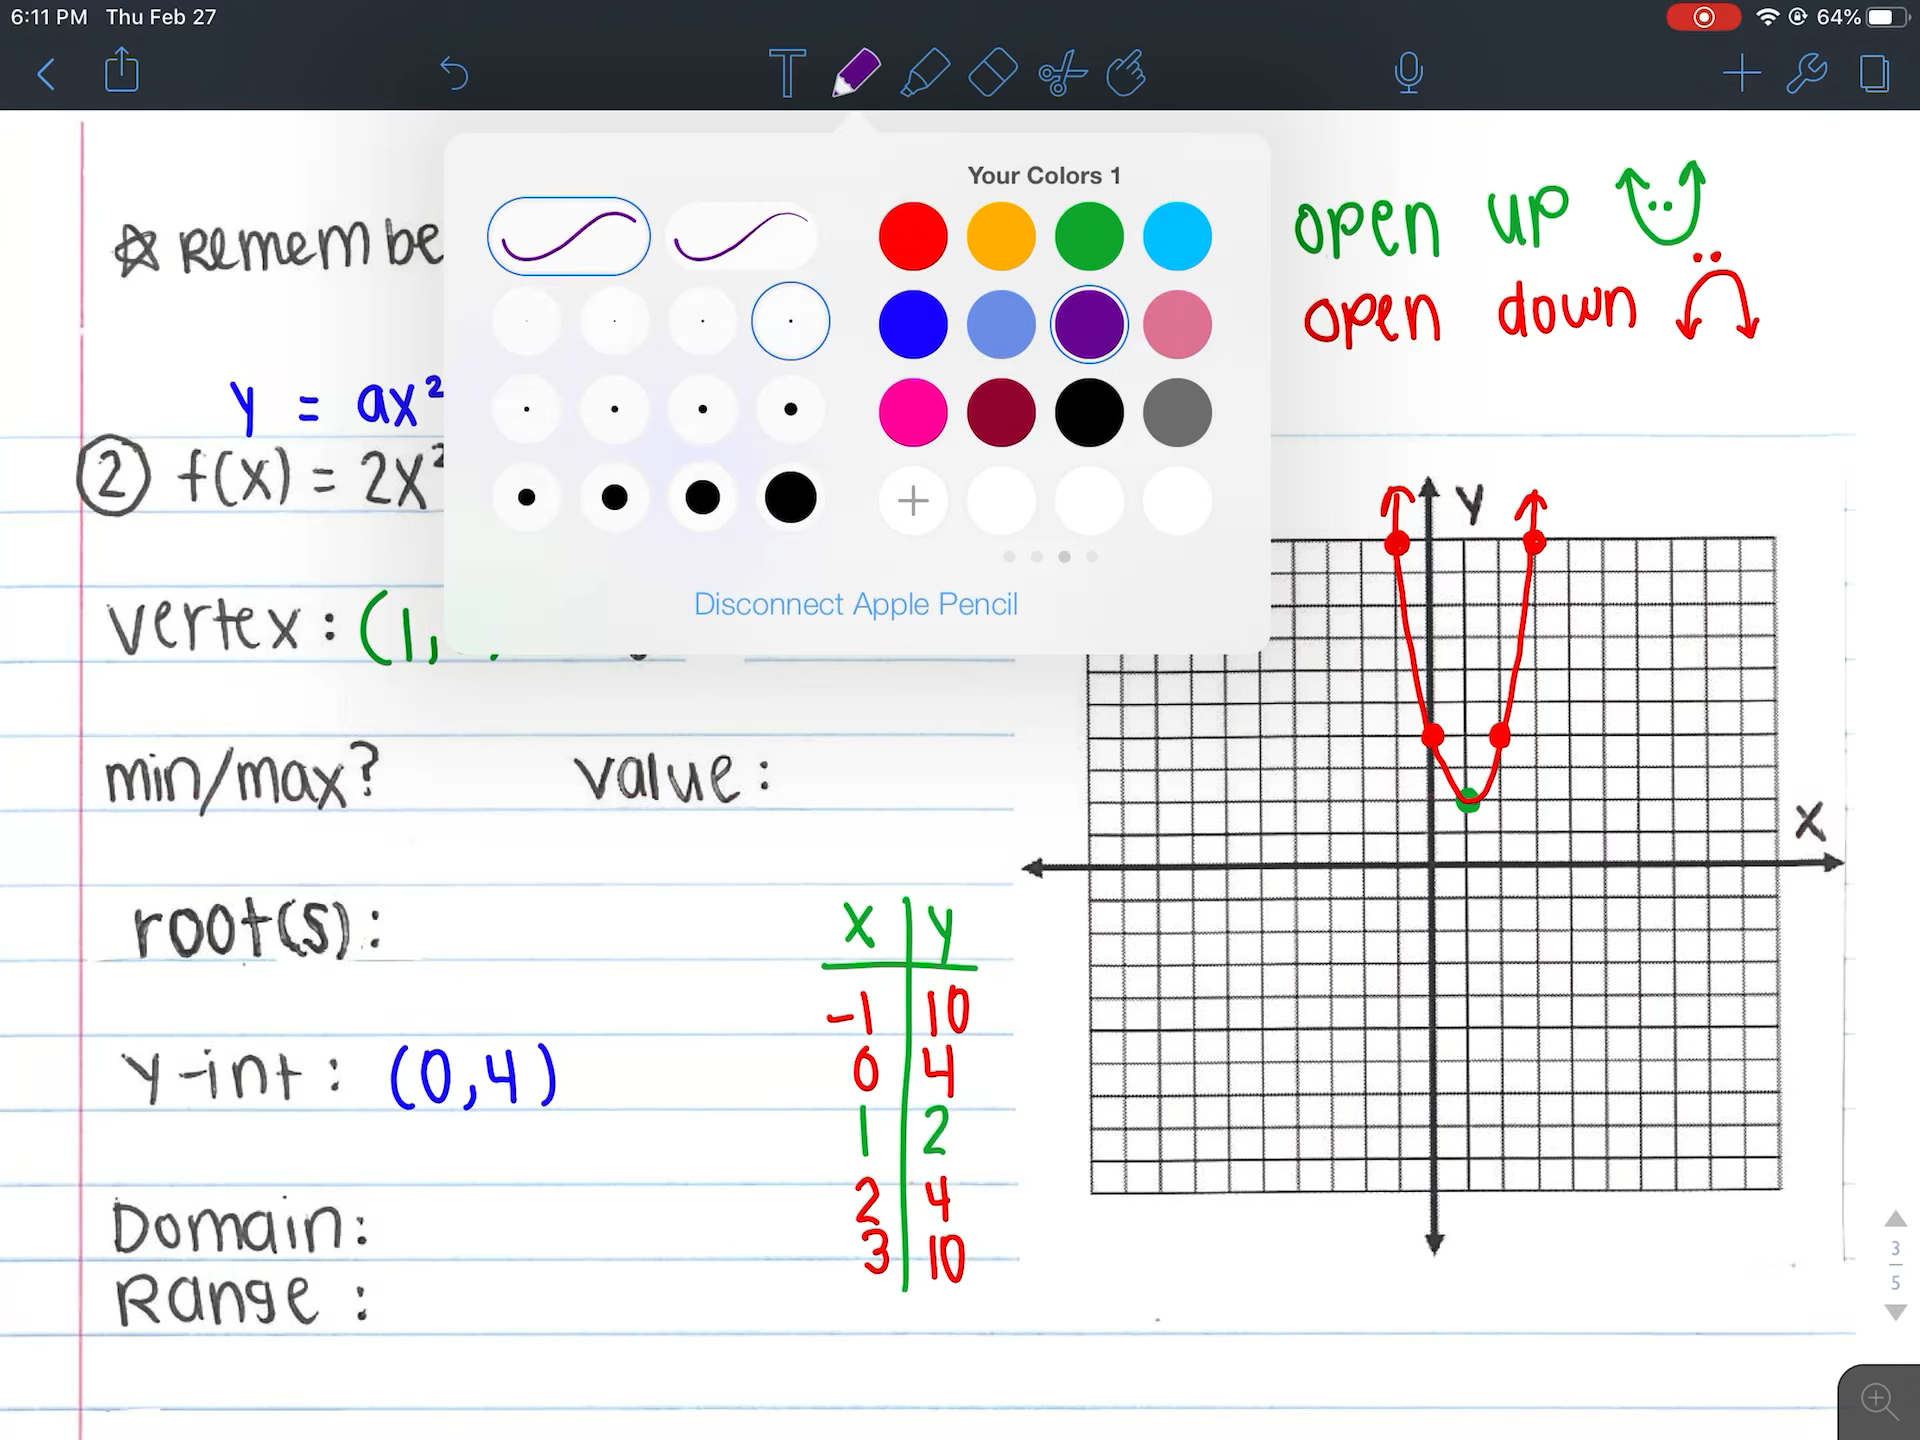 6:11 PM Thu Feb 27
64%
T
Your Colors 1
Disconnect Apple Pencil
open up
☆ Remembe
open down
y = ax²
② f(x) = 2x²
y
vertex: (1,
min/max? value:
x
root(s):
x y
-1 10
0 4
y-int: (0,4)
1 2
2 4
Domain:
3 10
Range:
3
5